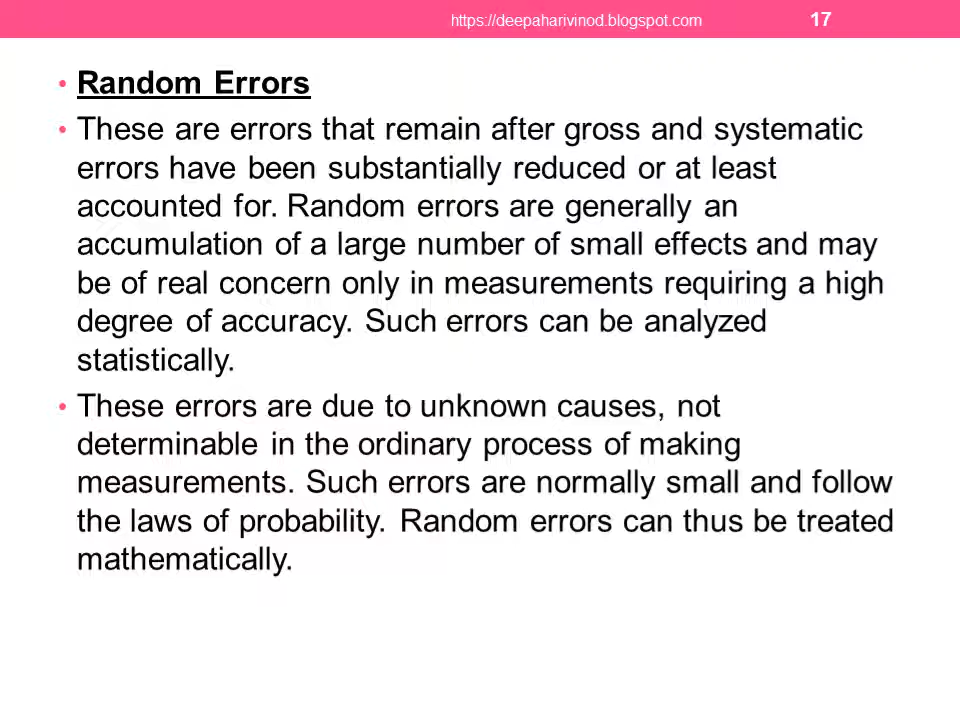 https://deepaharivinod.blogspot.com 17
• Random Errors
• These are errors that remain after gross and systematic
errors have been substantially reduced or at least
accounted for. Random errors are generally an
accumulation of a large number of small effects and may
be of real concern only in measurements requiring a high
degree of accuracy. Such errors can be analyzed
statistically.
• These errors are due to unknown causes, not
determinable in the ordinary process of making
measurements. Such errors are normally small and follow
the laws of probability. Random errors can thus be treated
mathematically.